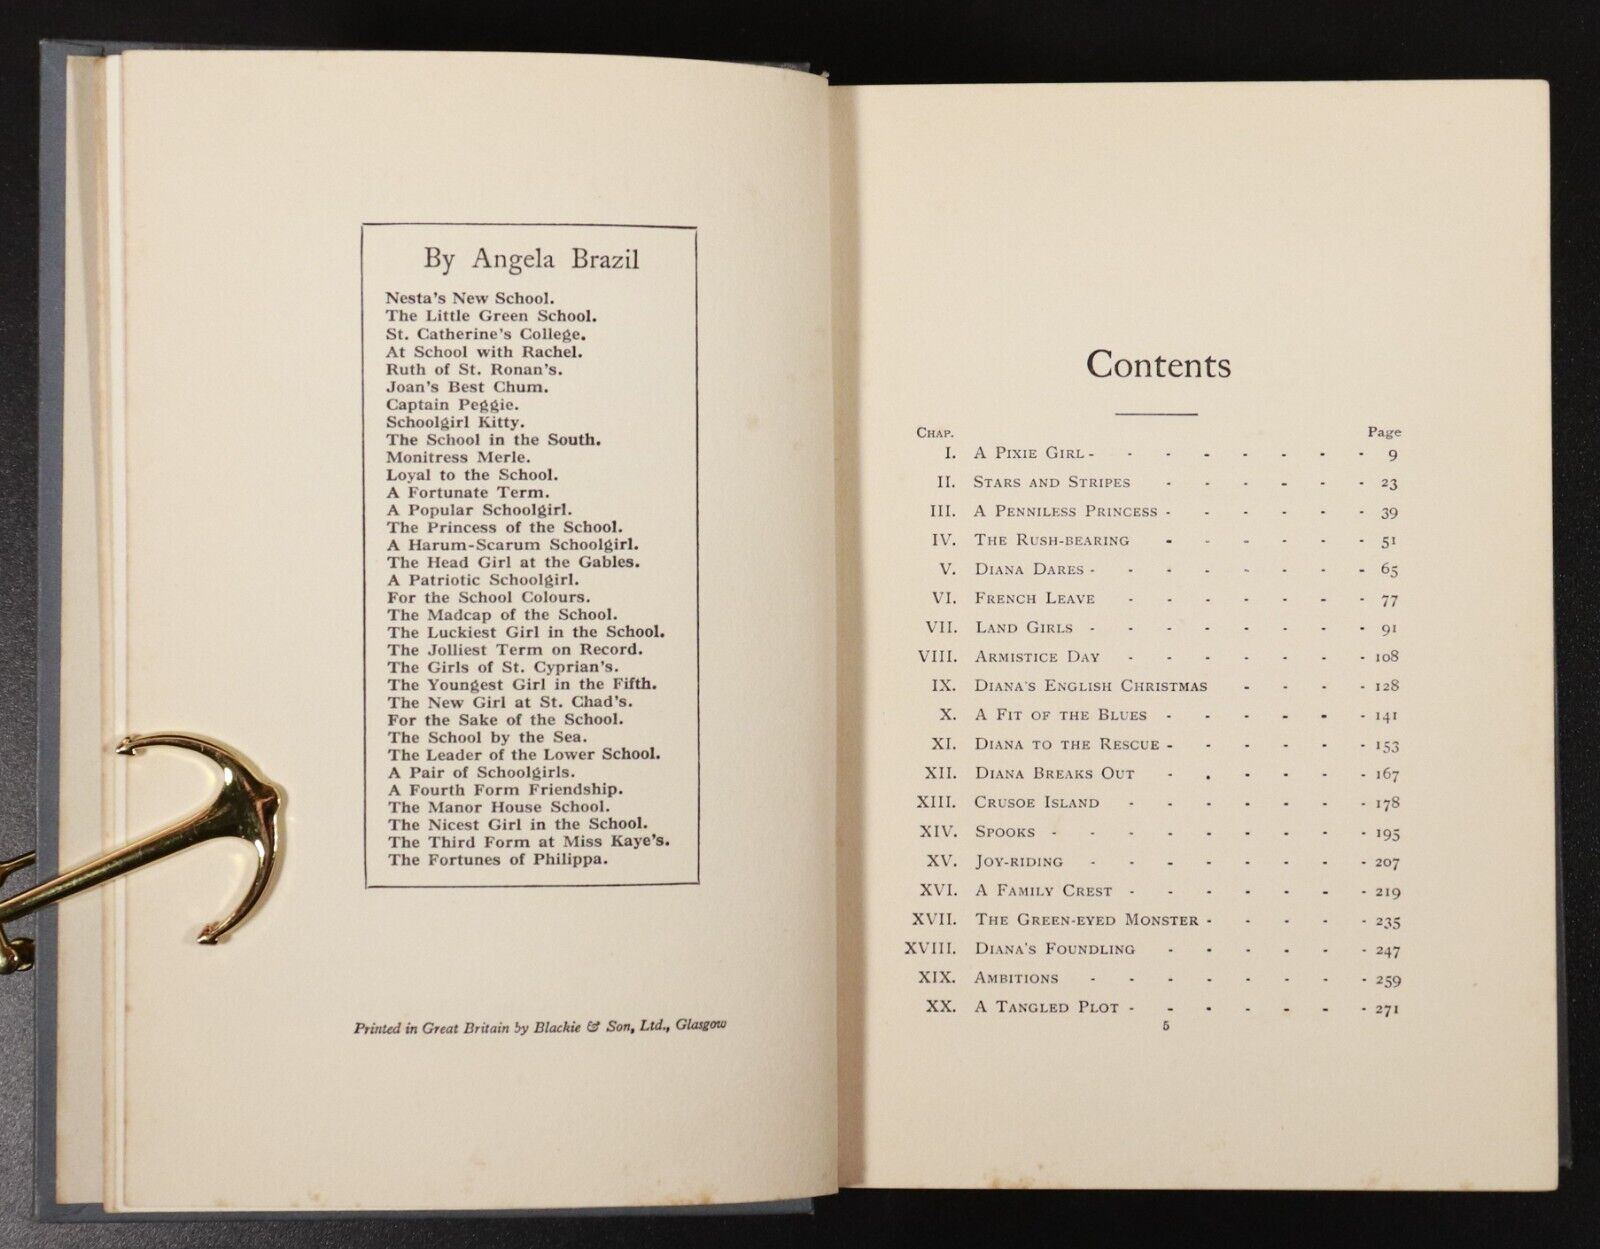 By Angela Brazil
Nesta's New School.
The Little Green School.
St. Catherine's College.
At School with Rachel.
Ruth of St. Ronan's.
Joan's Best Chum.
Captain Peggie.
Schoolgirl Kitty.
The School in the South.
Monitress Merle.
Loyal to the School.
A Fortunate Term.
A Popular Schoolgirl.
The Princess of the School.
A Harum-Scarum Schoolgirl.
The Head Girl at the Gables.
A Patriotic Schoolgirl.
For the School Colours.
The Madcap of the School.
The Luckiest Girl in the School.
The Jolliest Term on Record.
The Girls of St. Cyprian's.
The Youngest Girl in the Fifth.
The New Girl at St. Chad's.
For the Sake of the School.
The School by the Sea.
The Leader of the Lower School.
A Pair of Schoolgirls.
A Fourth Form Friendship.
The Manor House School.
The Nicest Girl in the School.
The Third Form at Miss Kaye's.
The Fortunes of Philippa.
Printed in Great Britain by Blackie & Son, Ltd., Glasgow
Contents
CHAP. Page
I. A PIXIE GIRL - - - - - - - - 9
II. STARS AND STRIPES - - - - - - 23
III. A PENNILESS PRINCESS - - - - - - 39
IV. THE RUSH-BEARING - - - - - - 51
V. DIANA DARES - - - - - - - - 65
VI. FRENCH LEAVE - - - - - - - 77
VII. LAND GIRLS - - - - - - - - 91
VIII. ARMISTICE DAY - - - - - - - 108
IX. DIANA'S ENGLISH CHRISTMAS - - - - 128
X. A FIT OF THE BLUES - - - - - - 141
XI. DIANA TO THE RESCUE - - - - - - 153
XII. DIANA BREAKS OUT - - - - - - 167
XIII. CRUSOE ISLAND - - - - - - - 178
XIV. SPOOKS - - - - - - - - - 195
XV. JOY-RIDING - - - - - - - - 207
XVI. A FAMILY CREST - - - - - - - 219
XVII. THE GREEN-EYED MONSTER - - - - - 235
XVIII. DIANA'S FOUNDLING - - - - - - 247
XIX. AMBITIONS - - - - - - - - 259
XX. A TANGLED PLOT - - - - - - - 271
5